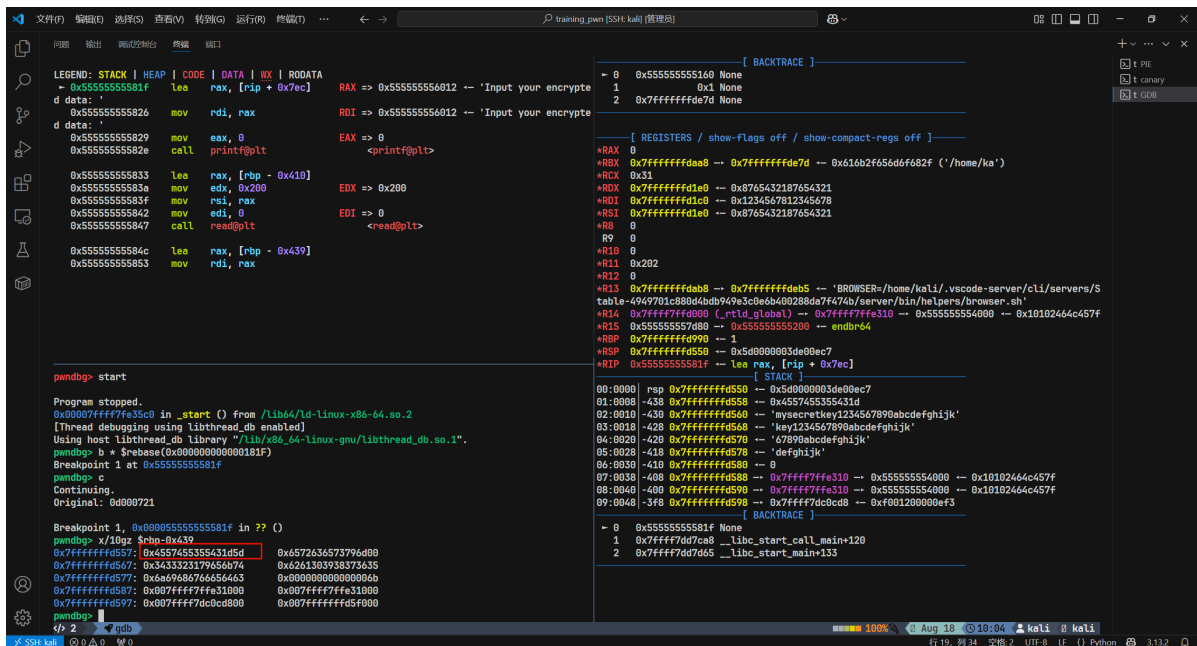 文件(F) 编辑(E) 选择(S) 查看(V) 转到(G) 运行(R) 终端(T) ··· training_pwn [SSH: kali] [管理员]
问题 输出 调试控制台 终端 端口
LEGEND: STACK | HEAP | CODE | DATA | WX | RODATA
► 0x55555555581f lea rax, [rip + 0x7ec] RAX => 0x555555556012 ◂— 'Input your encrypte
d data: '
0x555555555826 mov rdi, rax RDI => 0x555555556012 ◂— 'Input your encrypte
d data: '
0x555555555829 mov eax, 0 EAX => 0
0x55555555582e call printf@plt <printf@plt>
0x555555555833 lea rax, [rbp - 0x410]
0x55555555583a mov edx, 0x200 EDX => 0x200
0x55555555583f mov rsi, rax
0x555555555842 mov edi, 0 EDI => 0
0x555555555847 call read@plt <read@plt>
0x55555555584c lea rax, [rbp - 0x439]
0x555555555853 mov rdi, rax
pwndbg> start
Program stopped.
0x00007ffff7fe35c0 in _start () from /lib64/ld-linux-x86-64.so.2
[Thread debugging using libthread_db enabled]
Using host libthread_db library "/lib/x86_64-linux-gnu/libthread_db.so.1".
pwndbg> b * $rebase(0x000000000000181F)
Breakpoint 1 at 0x55555555581f
pwndbg> c
Continuing.
Original: 0d000721
Breakpoint 1, 0x000055555555581f in ?? ()
pwndbg> x/10gz $rbp-0x439
0x7fffffffd557: 0x4557455355431d5d 0x6572636573796d00
0x7fffffffd567: 0x3433323179656b74 0x6261303938373635
0x7fffffffd577: 0x6a69686766656463 0x000000000000006b
0x7fffffffd587: 0x007ffff7ffe31000 0x007ffff7ffe31000
0x7fffffffd597: 0x007ffff7dc0cd800 0x007fffffffd5f000
pwndbg>
[ BACKTRACE ]
► 0 0x555555555160 None
1 0x1 None
2 0x7fffffffde7d None
[ REGISTERS / show-flags off / show-compact-regs off ]
*RAX 0
*RBX 0x7fffffffdaa8 —▸ 0x7fffffffde7d ◂— 0x616b2f656d6f682f ('/home/ka')
*RCX 0x31
*RDX 0x7fffffffd1e0 ◂— 0x8765432187654321
*RDI 0x7fffffffd1c0 ◂— 0x1234567812345678
*RSI 0x7fffffffd1e0 ◂— 0x8765432187654321
*R8 0
R9 0
*R10 0
*R11 0x202
*R12 0
*R13 0x7fffffffdab8 —▸ 0x7fffffffdeb5 ◂— 'BROWSER=/home/kali/.vscode-server/cli/servers/S
table-4949701c880d4bdb949e3c0e6b400288da7f474b/server/bin/helpers/browser.sh'
*R14 0x7ffff7ffd000 (_rtld_global) —▸ 0x7ffff7ffe310 —▸ 0x555555554000 ◂— 0x10102464c457f
*R15 0x555555557d80 —▸ 0x555555555200 ◂— endbr64
*RBP 0x7fffffffd990 ◂— 1
*RSP 0x7fffffffd550 ◂— 0x5d0000003de00ec7
*RIP 0x55555555581f ◂— lea rax, [rip + 0x7ec]
[ STACK ]
00:0000│ rsp 0x7fffffffd550 ◂— 0x5d0000003de00ec7
01:0008│-438 0x7fffffffd558 ◂— 0x4557455355431d
02:0010│-430 0x7fffffffd560 ◂— 'mysecretkey1234567890abcdefghijk'
03:0018│-428 0x7fffffffd568 ◂— 'key1234567890abcdefghijk'
04:0020│-420 0x7fffffffd570 ◂— '67890abcdefghijk'
05:0028│-418 0x7fffffffd578 ◂— 'defghijk'
06:0030│-410 0x7fffffffd580 ◂— 0
07:0038│-408 0x7fffffffd588 —▸ 0x7ffff7ffe310 —▸ 0x555555554000 ◂— 0x10102464c457f
08:0040│-400 0x7fffffffd590 —▸ 0x7ffff7ffe310 —▸ 0x555555554000 ◂— 0x10102464c457f
09:0048│-3f8 0x7fffffffd598 —▸ 0x7ffff7dc0cd8 ◂— 0xf001200000ef3
[ BACKTRACE ]
► 0 0x55555555581f None
1 0x7ffff7dd7ca8 __libc_start_call_main+120
2 0x7ffff7dd7d65 __libc_start_main+133
t PIE
t canary
t GDB
</> 2 gdb 100% Aug 18 10:04 kali kali
SSH: kali 0 0 0 行 19, 列 34 空格: 2 UTF-8 LF {} Python 3.13.2